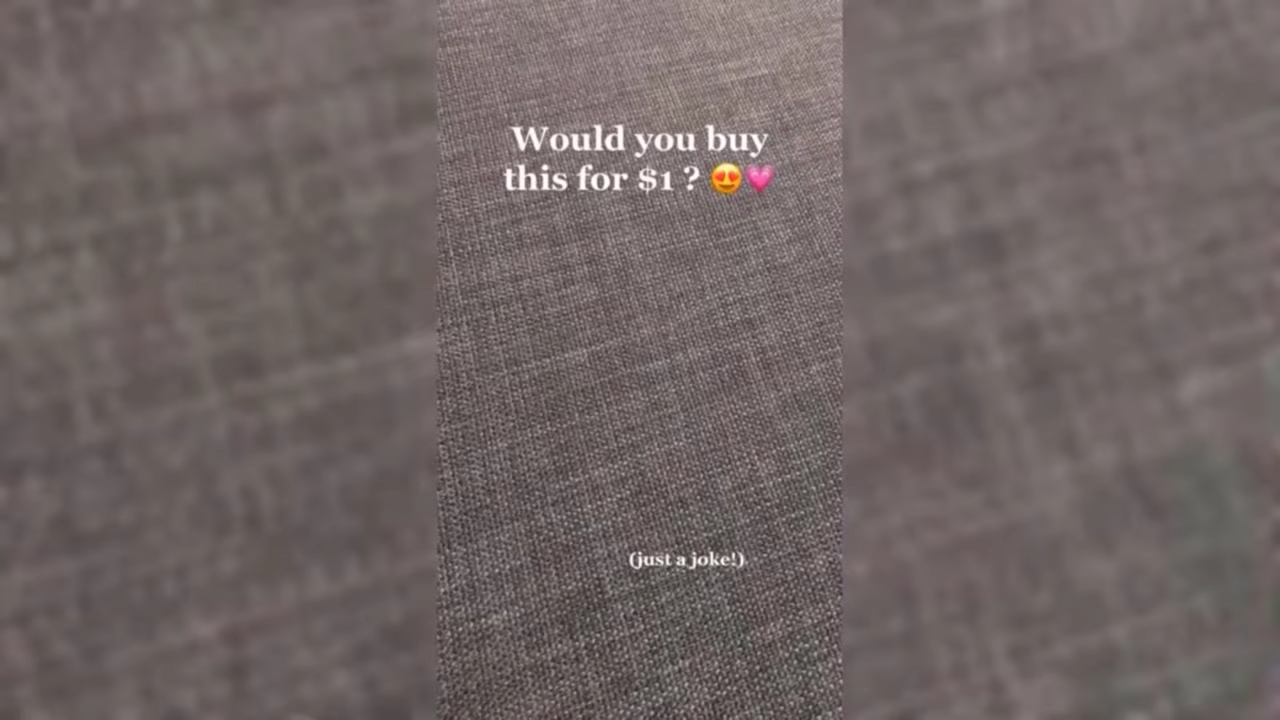 Would you buy
this for $1 ? 😍💗
(just a joke!)